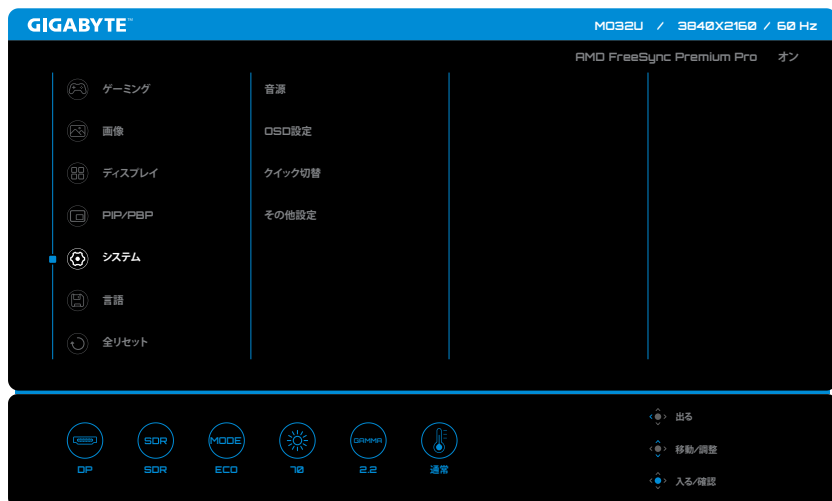 GIGABYTE™
MO32U / 3840X2160 / 60 Hz
AMD FreeSync Premium Pro オン
ゲーミング
画像
ディスプレイ
PIP/PBP
システム
言語
全リセット
音源
OSD設定
クイック切替
その他設定
SDR
MODE
GAMMA
DP
SDR
ECO
70
2.2
通常
出る
移動/調整
入る/確認